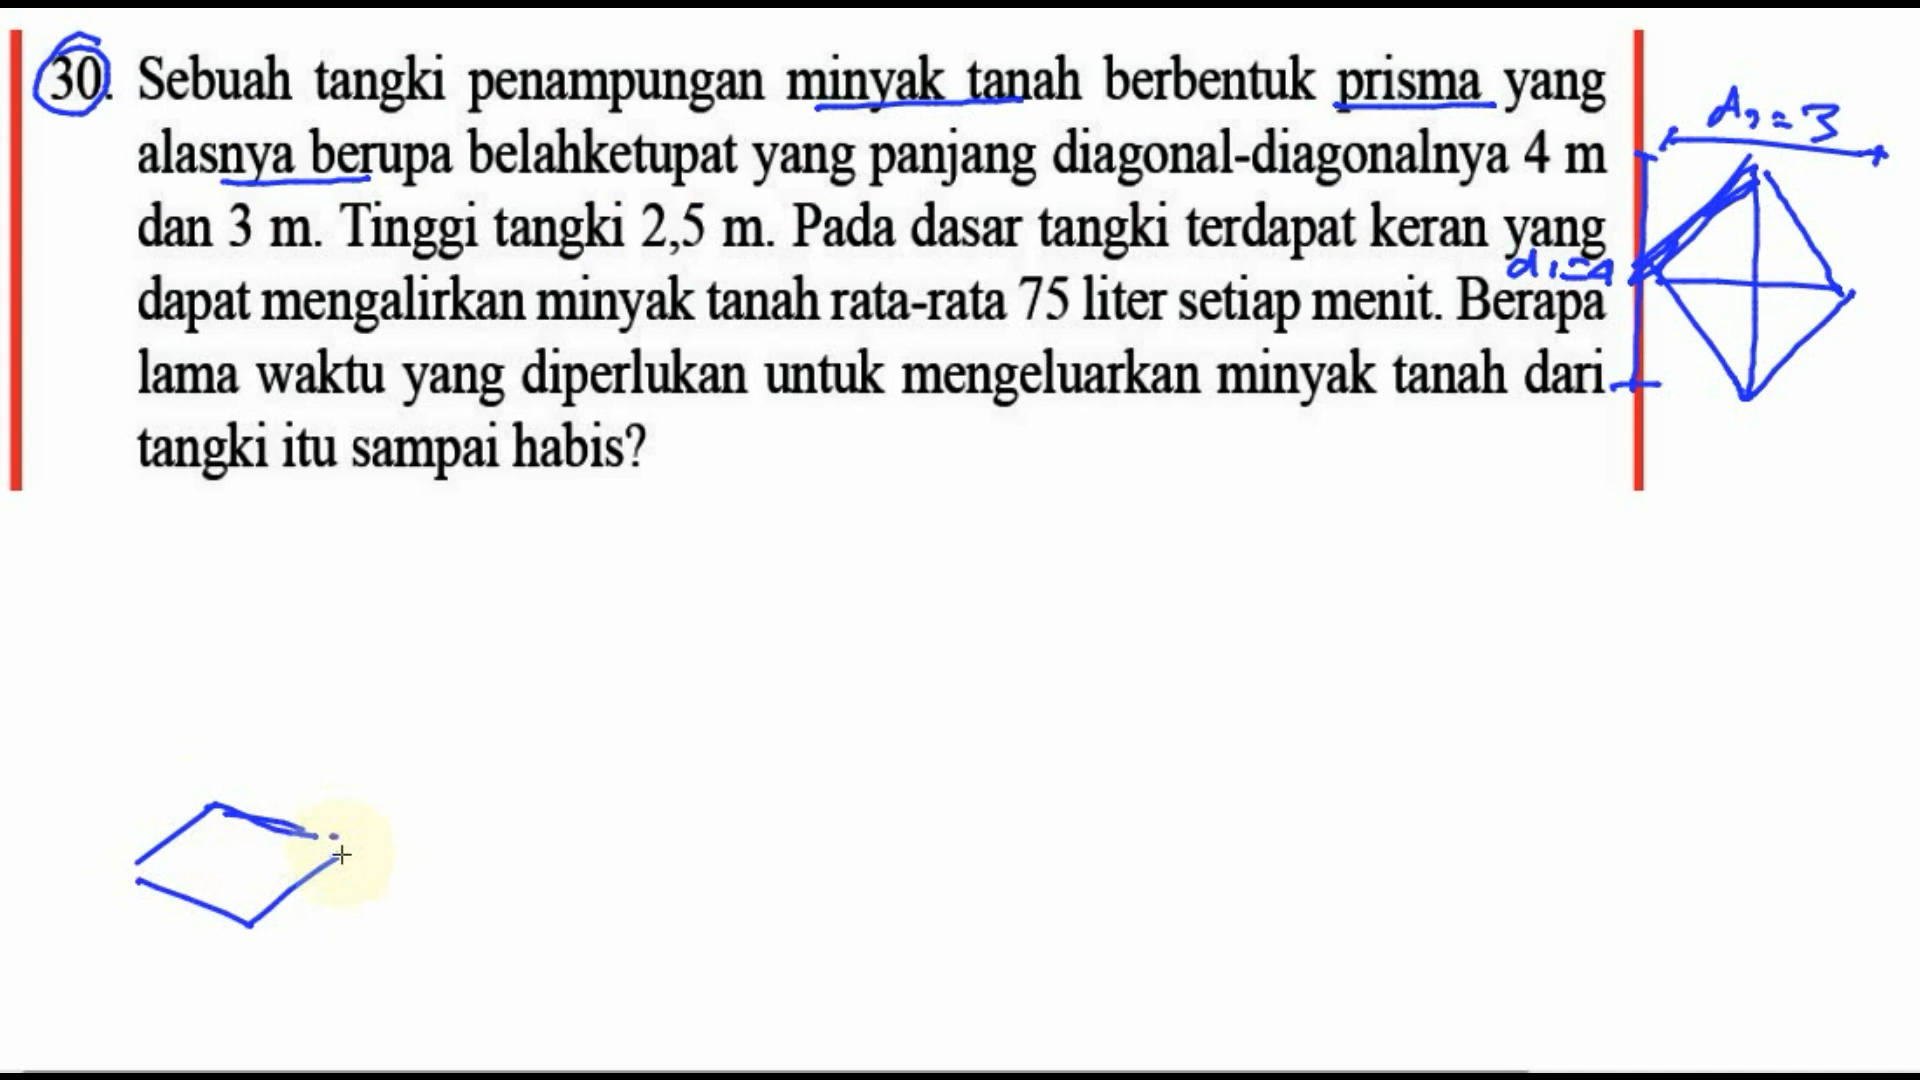 30. Sebuah tangki penampungan minyak tanah berbentuk prisma yang
alasnya berupa belahketupat yang panjang diagonal-diagonalnya 4 m
dan 3 m. Tinggi tangki 2,5 m. Pada dasar tangki terdapat keran yang
dapat mengalirkan minyak tanah rata-rata 75 liter setiap menit. Berapa
lama waktu yang diperlukan untuk mengeluarkan minyak tanah dari
tangki itu sampai habis?
d2=3
d1=4